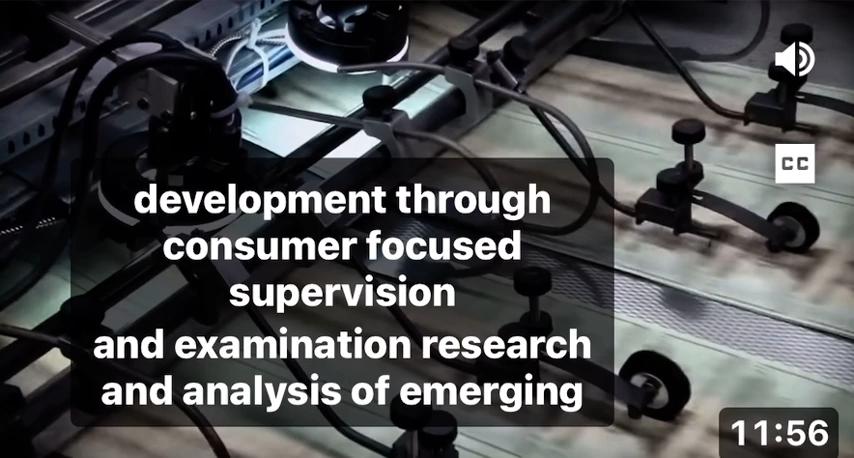 CC
development through
consumer focused
supervision
and examination research
and analysis of emerging
11:56